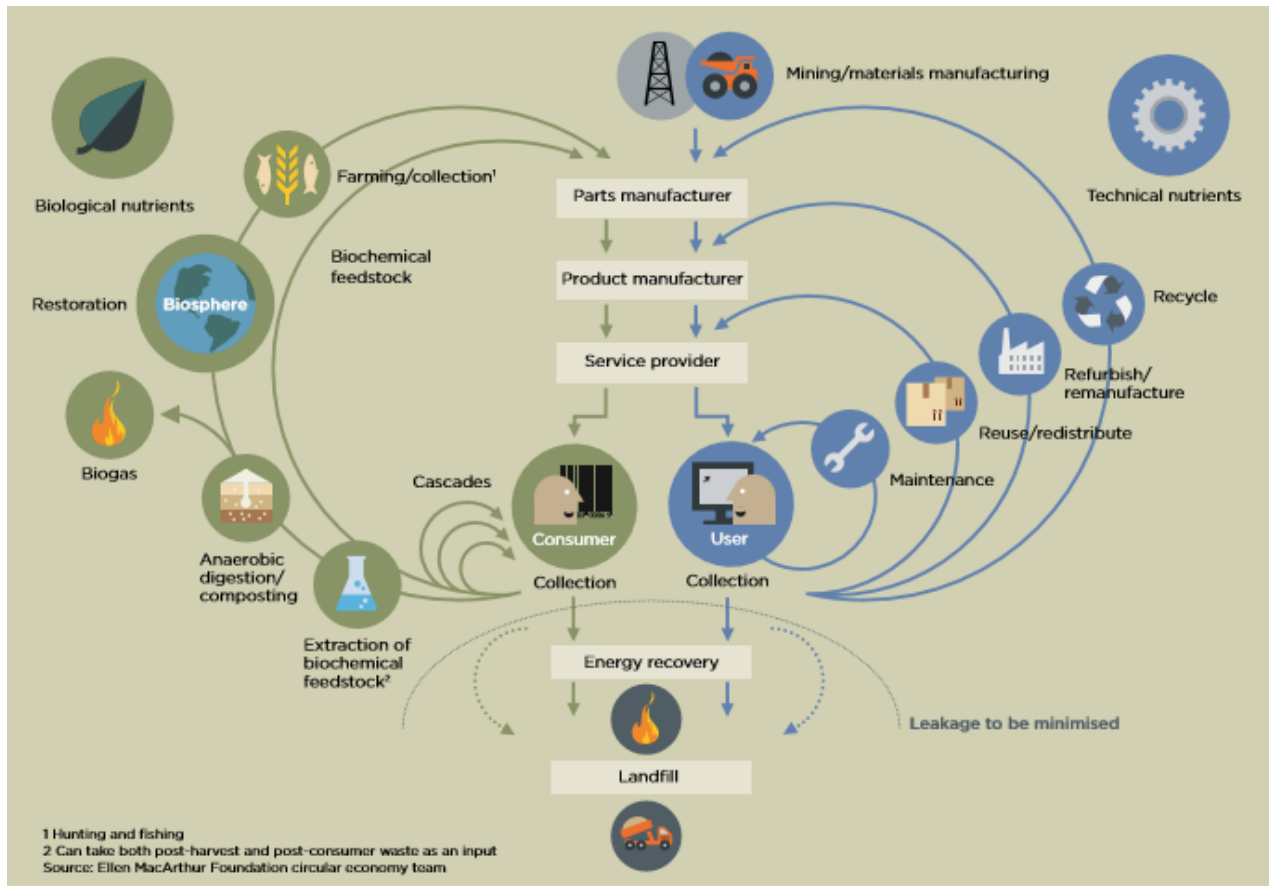 Mining/materials manufacturing
Biological nutrients
Farming/collection¹
Technical nutrients
Parts manufacturer
Biochemical
feedstock
Product manufacturer
Restoration
Biosphere
Recycle
Service provider
Refurbish/
remanufacture
Reuse/redistribute
Biogas
Cascades
Maintenance
Consumer
User
Anaerobic
digestion/
composting
Collection
Collection
Extraction of
biochemical
feedstock²
Energy recovery
Leakage to be minimised
Landfill
1 Hunting and fishing
2 Can take both post-harvest and post-consumer waste as an input
Source: Ellen MacArthur Foundation circular economy team